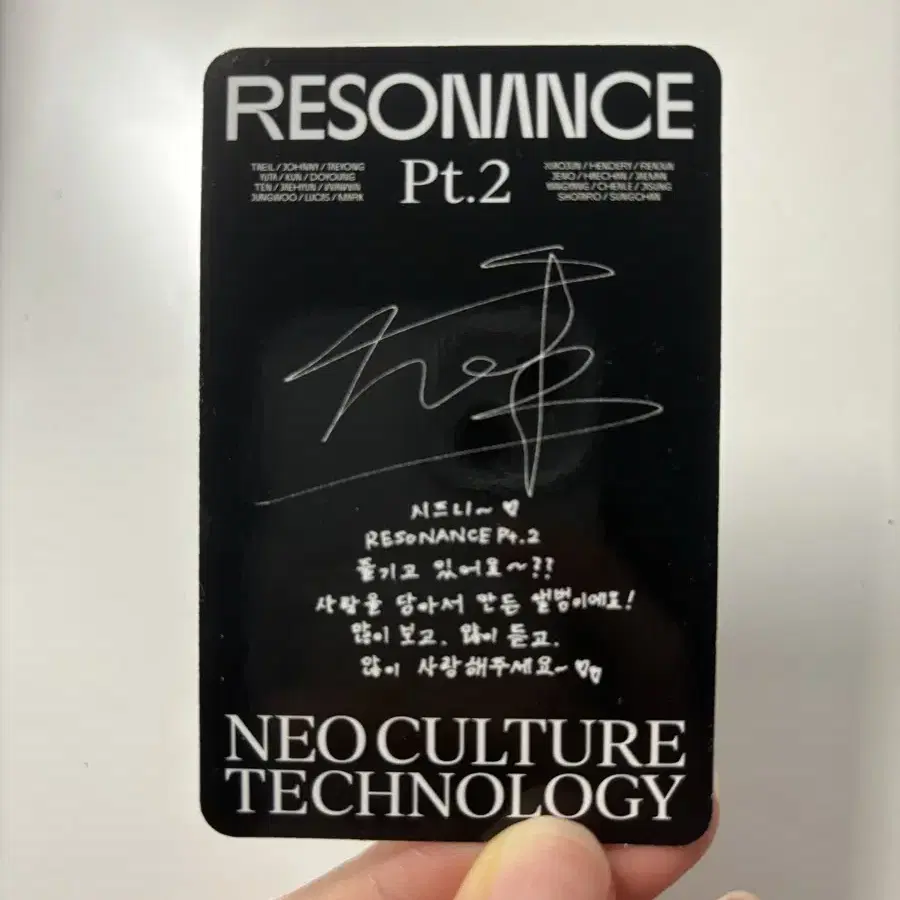 RESONANCE
Pt.2
TAEIL / JOHNNY / TAEYONG
YUTA / KUN / DOYOUNG
TEN / JAEHYUN / WINWIN
JUNGWOO / LUCAS / MARK
XIAOJUN / HENDERY / RENJUN
JENO / HAECHAN / JAEMIN
YANGYANG / CHENLE / JISUNG
SHOTARO / SUNGCHAN
시즈니~ ♡
RESONANCE Pt.2
즐기고 있어요~??
사랑을 담아서 만든 앨범이에요!
많이 보고, 많이 듣고,
많이 사랑해주세요~ ♡♡
NEO CULTURE
TECHNOLOGY